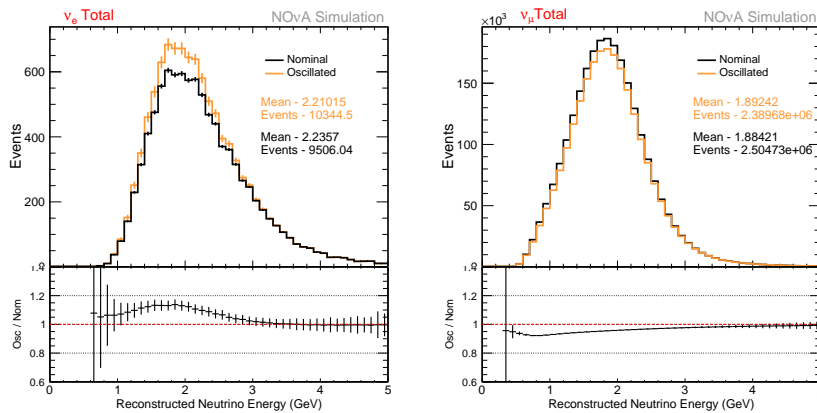 νe Total
NOνA Simulation
Nominal
Oscillated
Mean - 2.21015
Events - 10344.5
Mean - 2.2357
Events - 9506.04
Events
600
400
200
Osc / Nom
1.2
1
0.8
0.6
0 1 2 3 4 5
Reconstructed Neutrino Energy (GeV)
×10³
νμ Total
NOνA Simulation
Nominal
Oscillated
Mean - 1.89242
Events - 2.38968e+06
Mean - 1.88421
Events - 2.50473e+06
Events
150
100
50
Osc / Nom
1.2
1
0.8
0.6
0 1 2 3 4
Reconstructed Neutrino Energy (GeV)